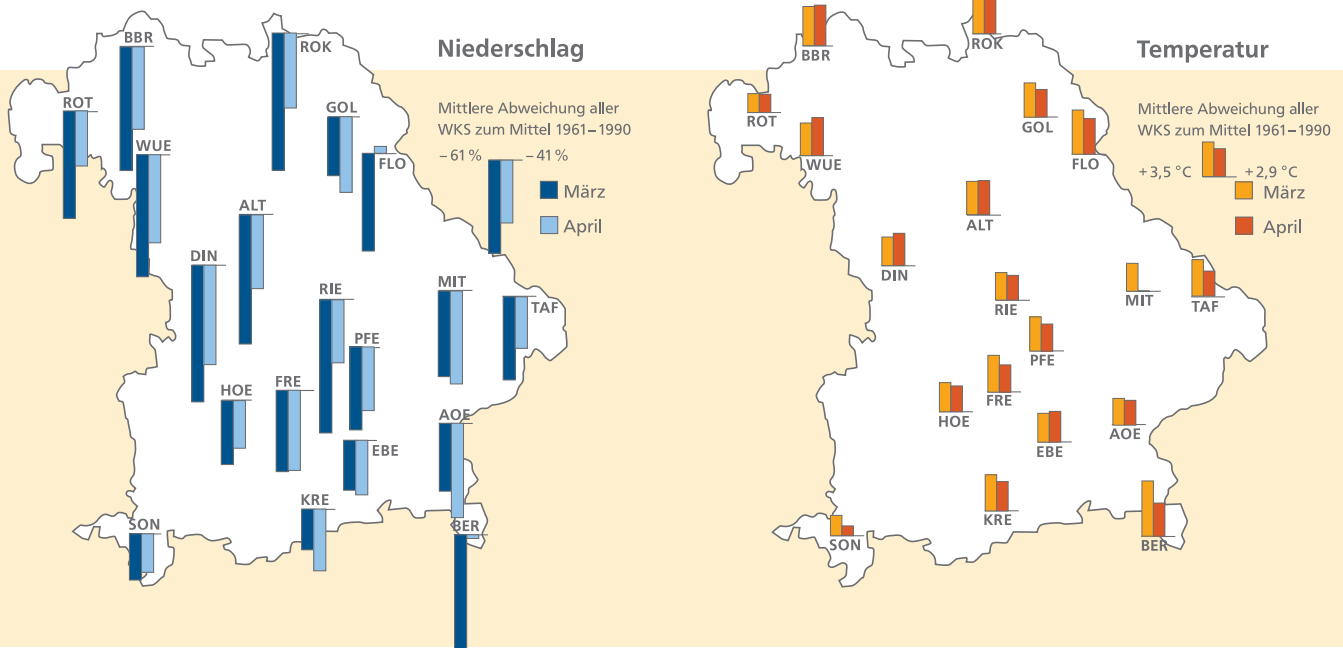 Niederschlag
Mittlere Abweichung aller
WKS zum Mittel 1961–1990
– 61 % – 41 %
März
April
BBR
ROK
ROT
GOL
WUE
FLO
ALT
DIN
RIE
MIT
TAF
PFE
HOE
FRE
AOE
EBE
KRE
SON
BER
Temperatur
Mittlere Abweichung aller
WKS zum Mittel 1961–1990
+ 3,5 °C + 2,9 °C
März
April
BBR
ROK
ROT
GOL
WUE
FLO
ALT
DIN
RIE
MIT
TAF
PFE
HOE
FRE
AOE
EBE
KRE
SON
BER